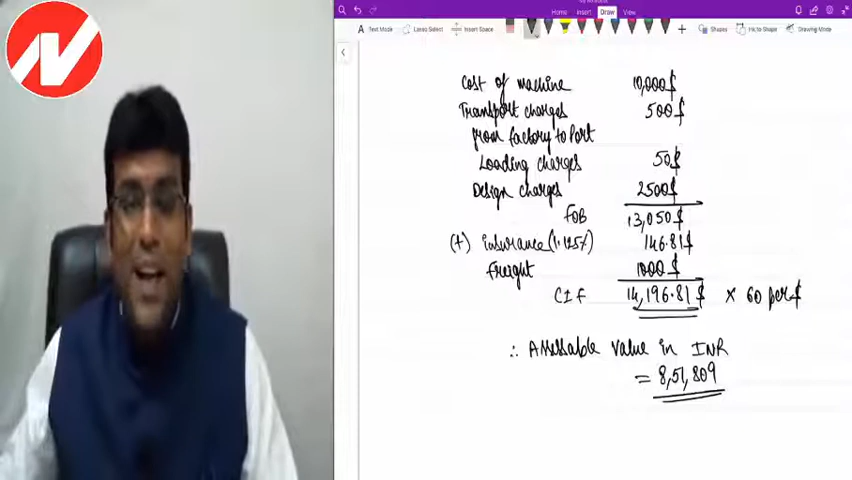 Home Insert Draw View
Text Mode Lasso Select Insert Space Shapes Ink to Shape Drawing Mode
Cost of machine 10,000$
Transport charges 500$
from factory to Port
Loading charges 50$
Design charges 2500$
FOB 13,050$
(+) insurance (1.125%) 146.81$
Freight 1000$
CIF 14,196.81$ × 60 per $
∴ Assessable value in INR
= 8,51,809